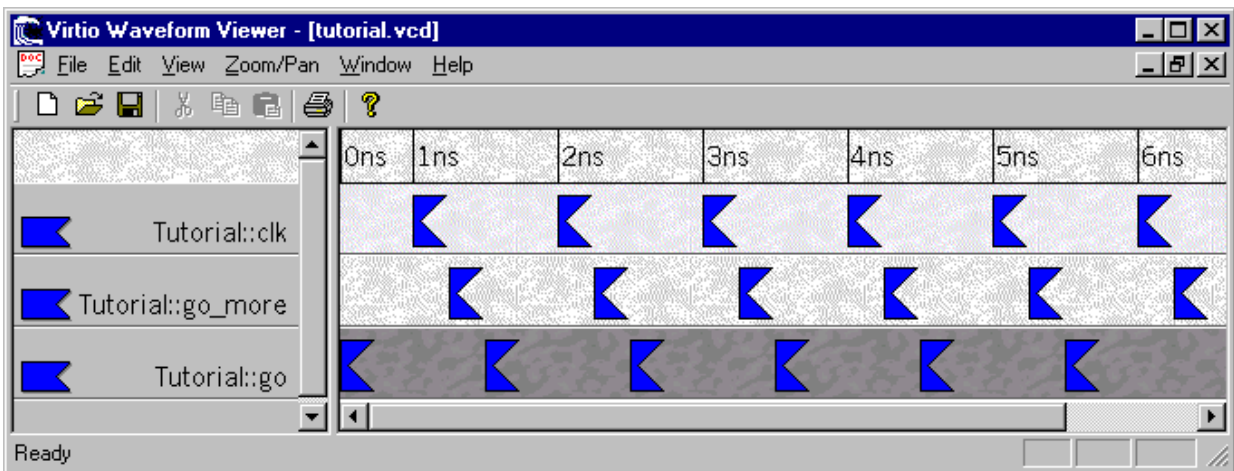 Virtio Waveform Viewer - [tutorial.vcd]
DOC File Edit View Zoom/Pan Window Help
0ns 1ns 2ns 3ns 4ns 5ns 6ns
Tutorial::clk
Tutorial::go_more
Tutorial::go
Ready